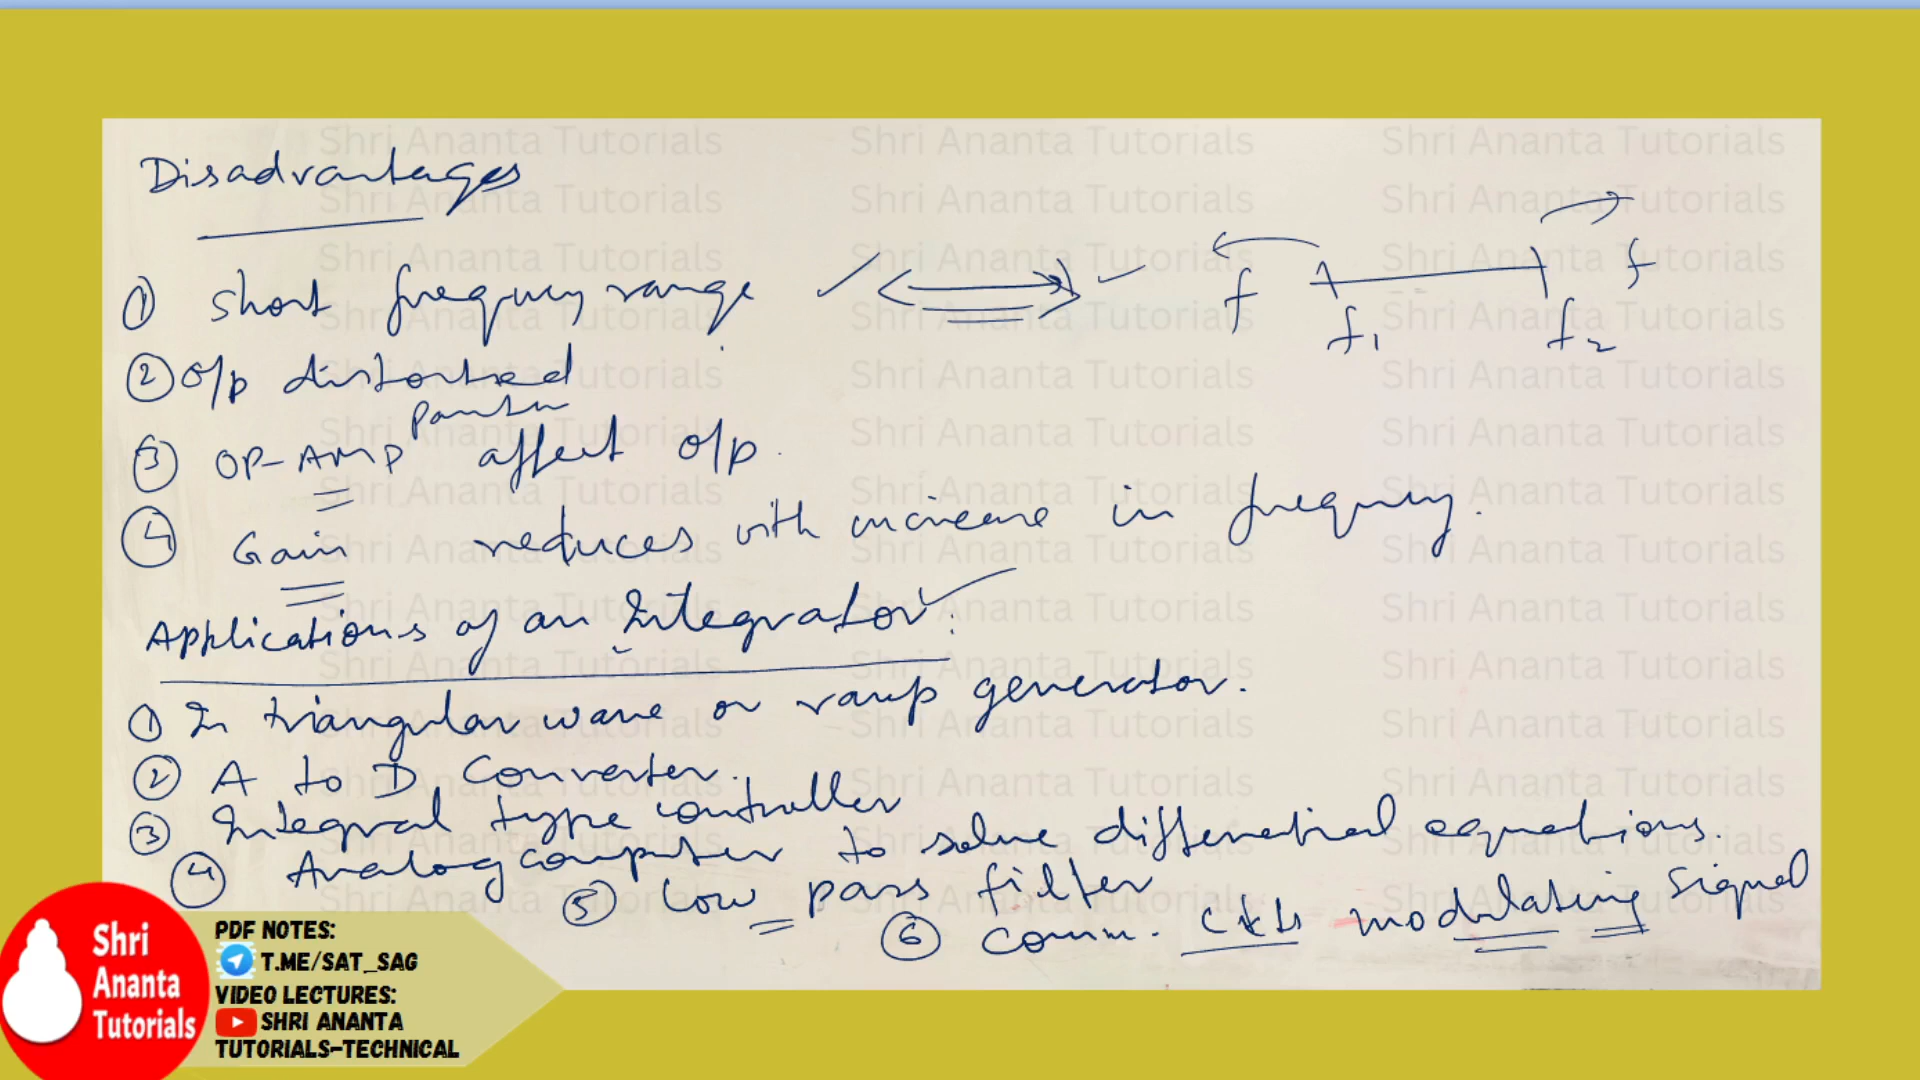 Disadvantages
① Short frequency range
f f₁ f₂ f
② o/p distorted
③ OP-AMP affect o/p.
④ Gain reduces with increase in frequency.
Applications of an Integrator:
① In triangular wave or ramp generator.
② A to D Converter.
③ Integral type controller
④ Analog computer to solve differential equations.
⑤ Low pass filter
⑥ Comm. ckts modulating signal
Shri
Ananta
Tutorials
PDF NOTES:
T.ME/SAT_SAG
VIDEO LECTURES:
SHRI ANANTA
TUTORIALS-TECHNICAL
Shri Ananta Tutorials